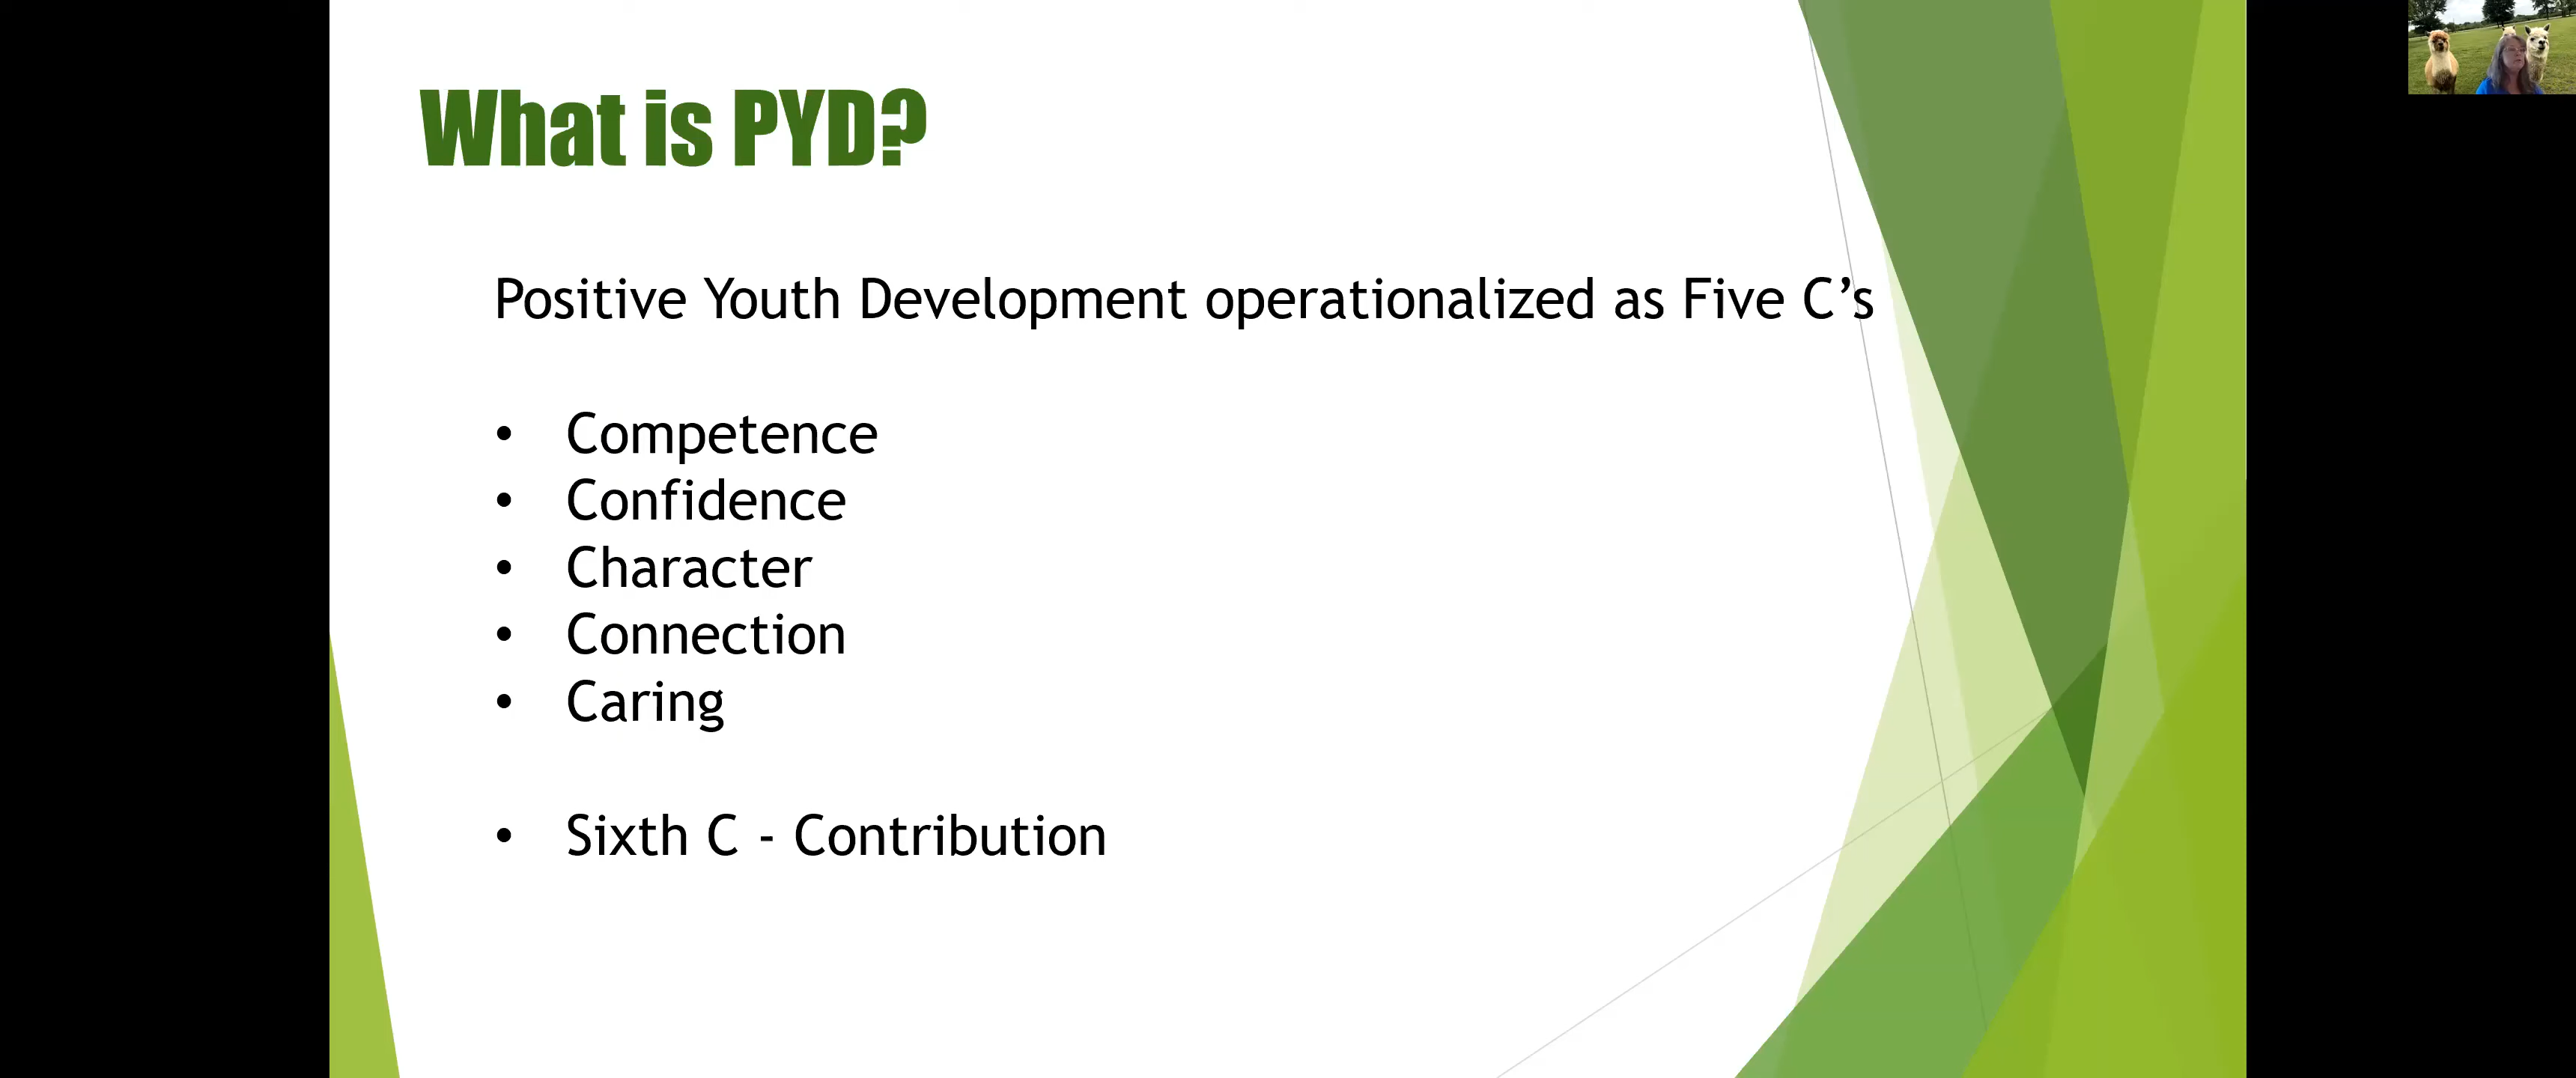 What is PYD?
Positive Youth Development operationalized as Five C’s
• Competence
• Confidence
• Character
• Connection
• Caring
• Sixth C - Contribution